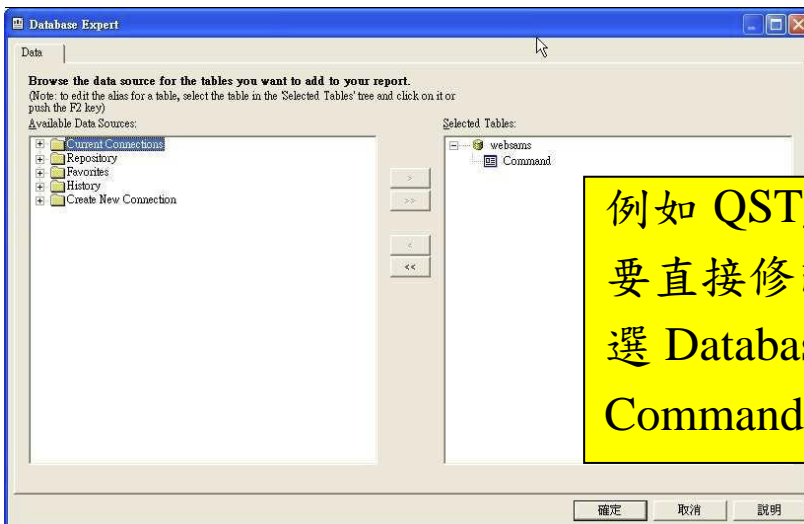 Database Expert
Data
Browse the data source for the tables you want to add to your report.
(Note: to edit the alias for a table, select the table in the 'Selected Tables' tree and click on it or
push the F2 key)
Available Data Sources:
Current Connections
Repository
Favorites
History
Create New Connection
>
>>
<
<<
Selected Tables:
websams
Command
例如 QST
要直接修
選 Databas
Command
確定
取消
說明